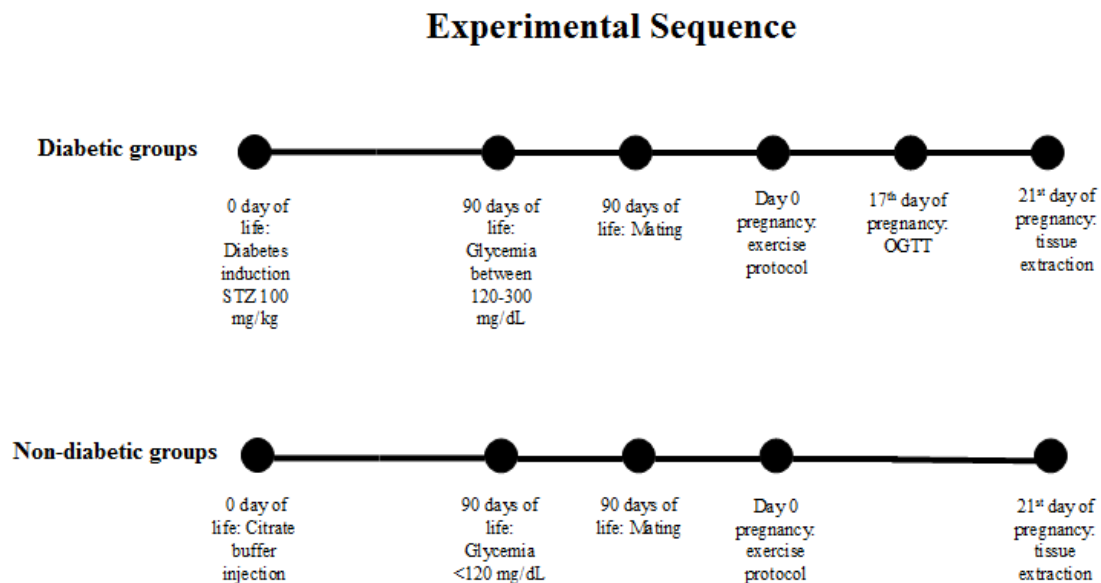 Experimental Sequence
Diabetic groups
0 day of
life:
Diabetes
induction
STZ 100
mg/kg
90 days of
life:
Glycemia
between
120-300
mg/dL
90 days of
life: Mating
Day 0
pregnancy:
exercise
protocol
17th day of
pregnancy:
OGTT
21st day of
pregnancy:
tissue
extraction
Non-diabetic groups
0 day of
life: Citrate
buffer
injection
90 days of
life:
Glycemia
<120 mg/dL
90 days of
life: Mating
Day 0
pregnancy:
exercise
protocol
21st day of
pregnancy:
tissue
extraction